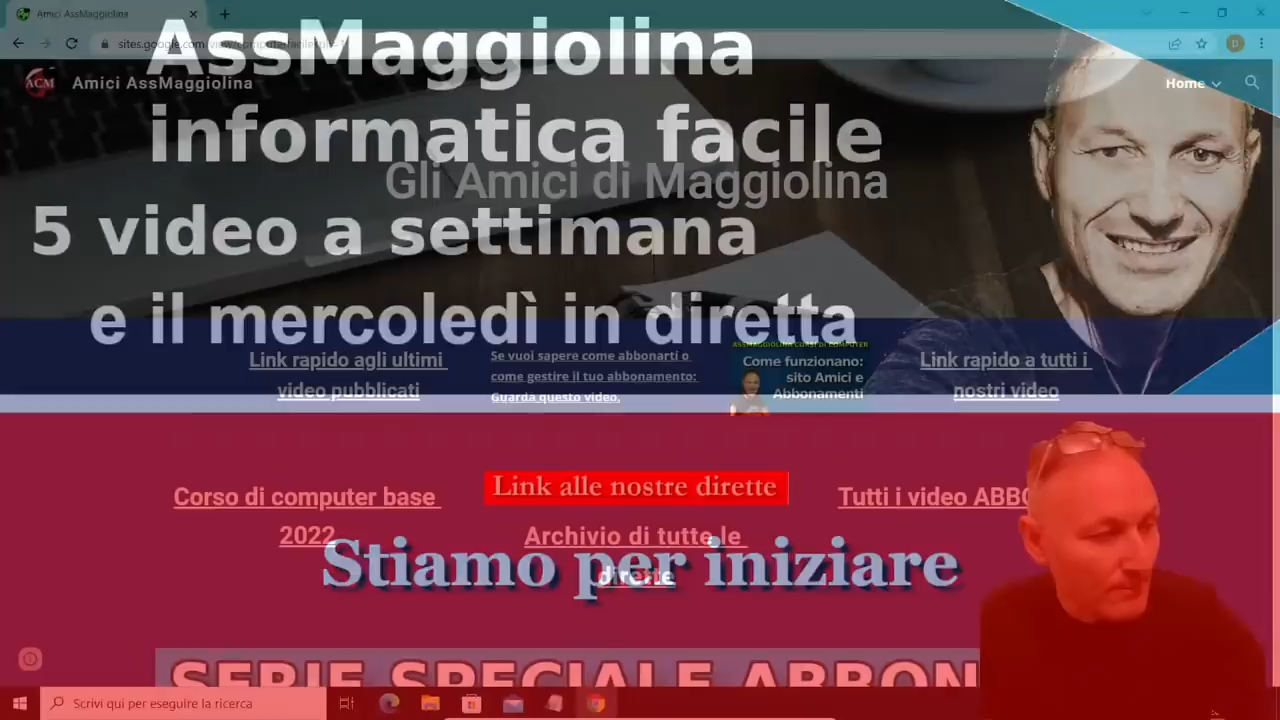 Amici AssMaggiolina
AssMaggiolina
informatica facile
Amici AssMaggiolina
Home
Gli Amici di Maggiolina
5 video a settimana
e il mercoledì in diretta
Link rapido agli ultimi
video pubblicati
Se vuoi sapere come abbonarti o
come gestire il tuo abbonamento:
Guarda questo video.
ASSMAGGIOLINA CORSI DI COMPUTER
Come funzionano:
sito Amici e
Abbonamenti
Link rapido a tutti i
nostri video
Corso di computer base
2022
Link alle nostre dirette
Archivio di tutte le
dirette
Tutti i video ABBO
Stiamo per iniziare
SERIE SPECIALE ABBON
Scrivi qui per eseguire la ricerca